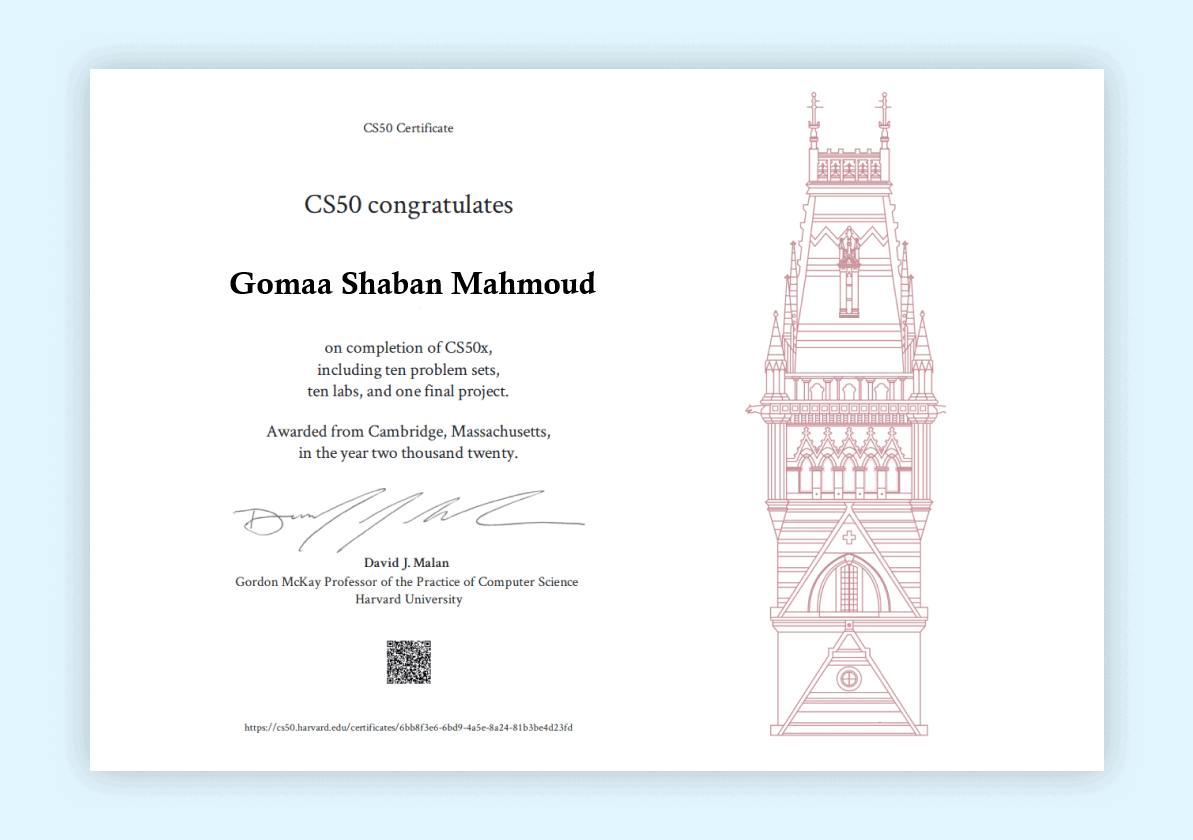 CS50 Certificate
CS50 congratulates
Gomaa Shaban Mahmoud
on completion of CS50x,
including ten problem sets,
ten labs, and one final project.
Awarded from Cambridge, Massachusetts,
in the year two thousand twenty.
David J. Malan
Gordon McKay Professor of the Practice of Computer Science
Harvard University
https://cs50.harvard.edu/certificates/6bb8f3e6-6bd9-4a5e-8a24-81b3be4d23fd